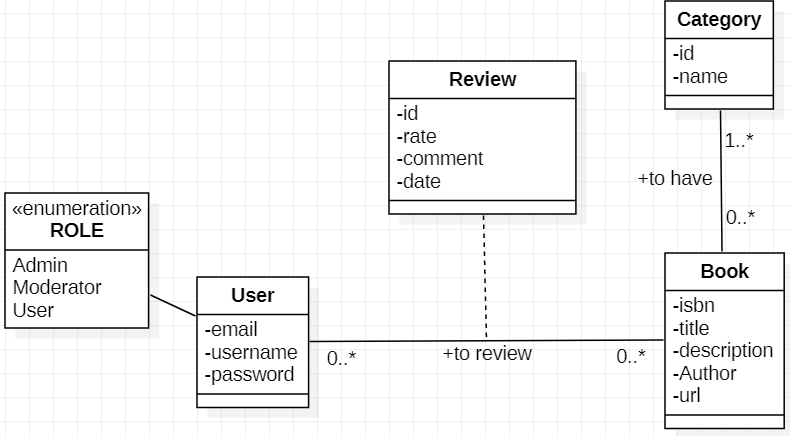 Category
-id
-name
1..*
+to have
0..*
Review
-id
-rate
-comment
-date
«enumeration»
ROLE
Admin
Moderator
User
User
-email
-username
-password
0..*
+to review
0..*
Book
-isbn
-title
-description
-Author
-url